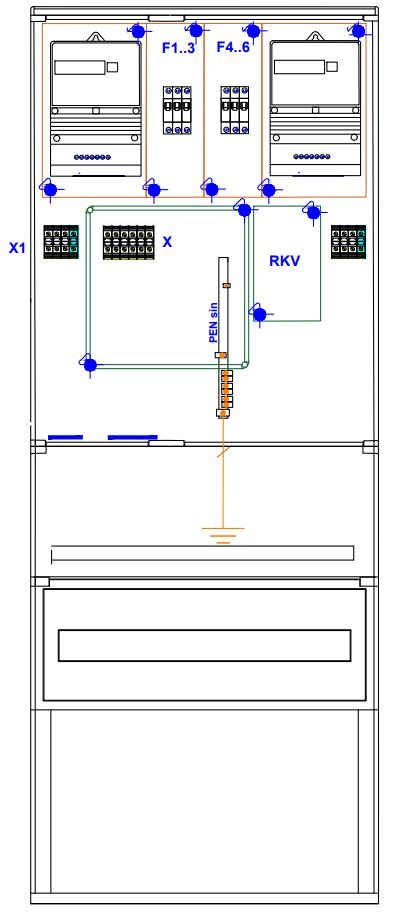 F1..3
F4..6
X1
X
RKV
PEN sin